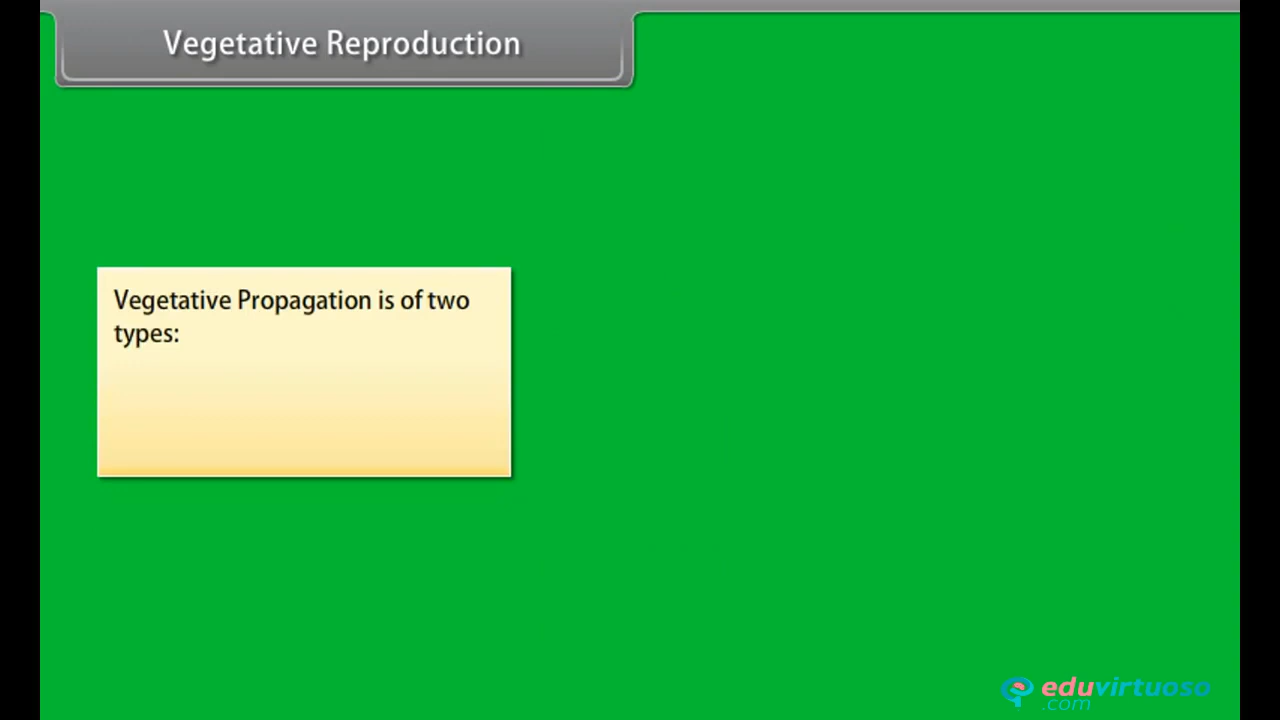 Vegetative Reproduction
Vegetative Propagation is of two
types:
eduvirtuoso
.com